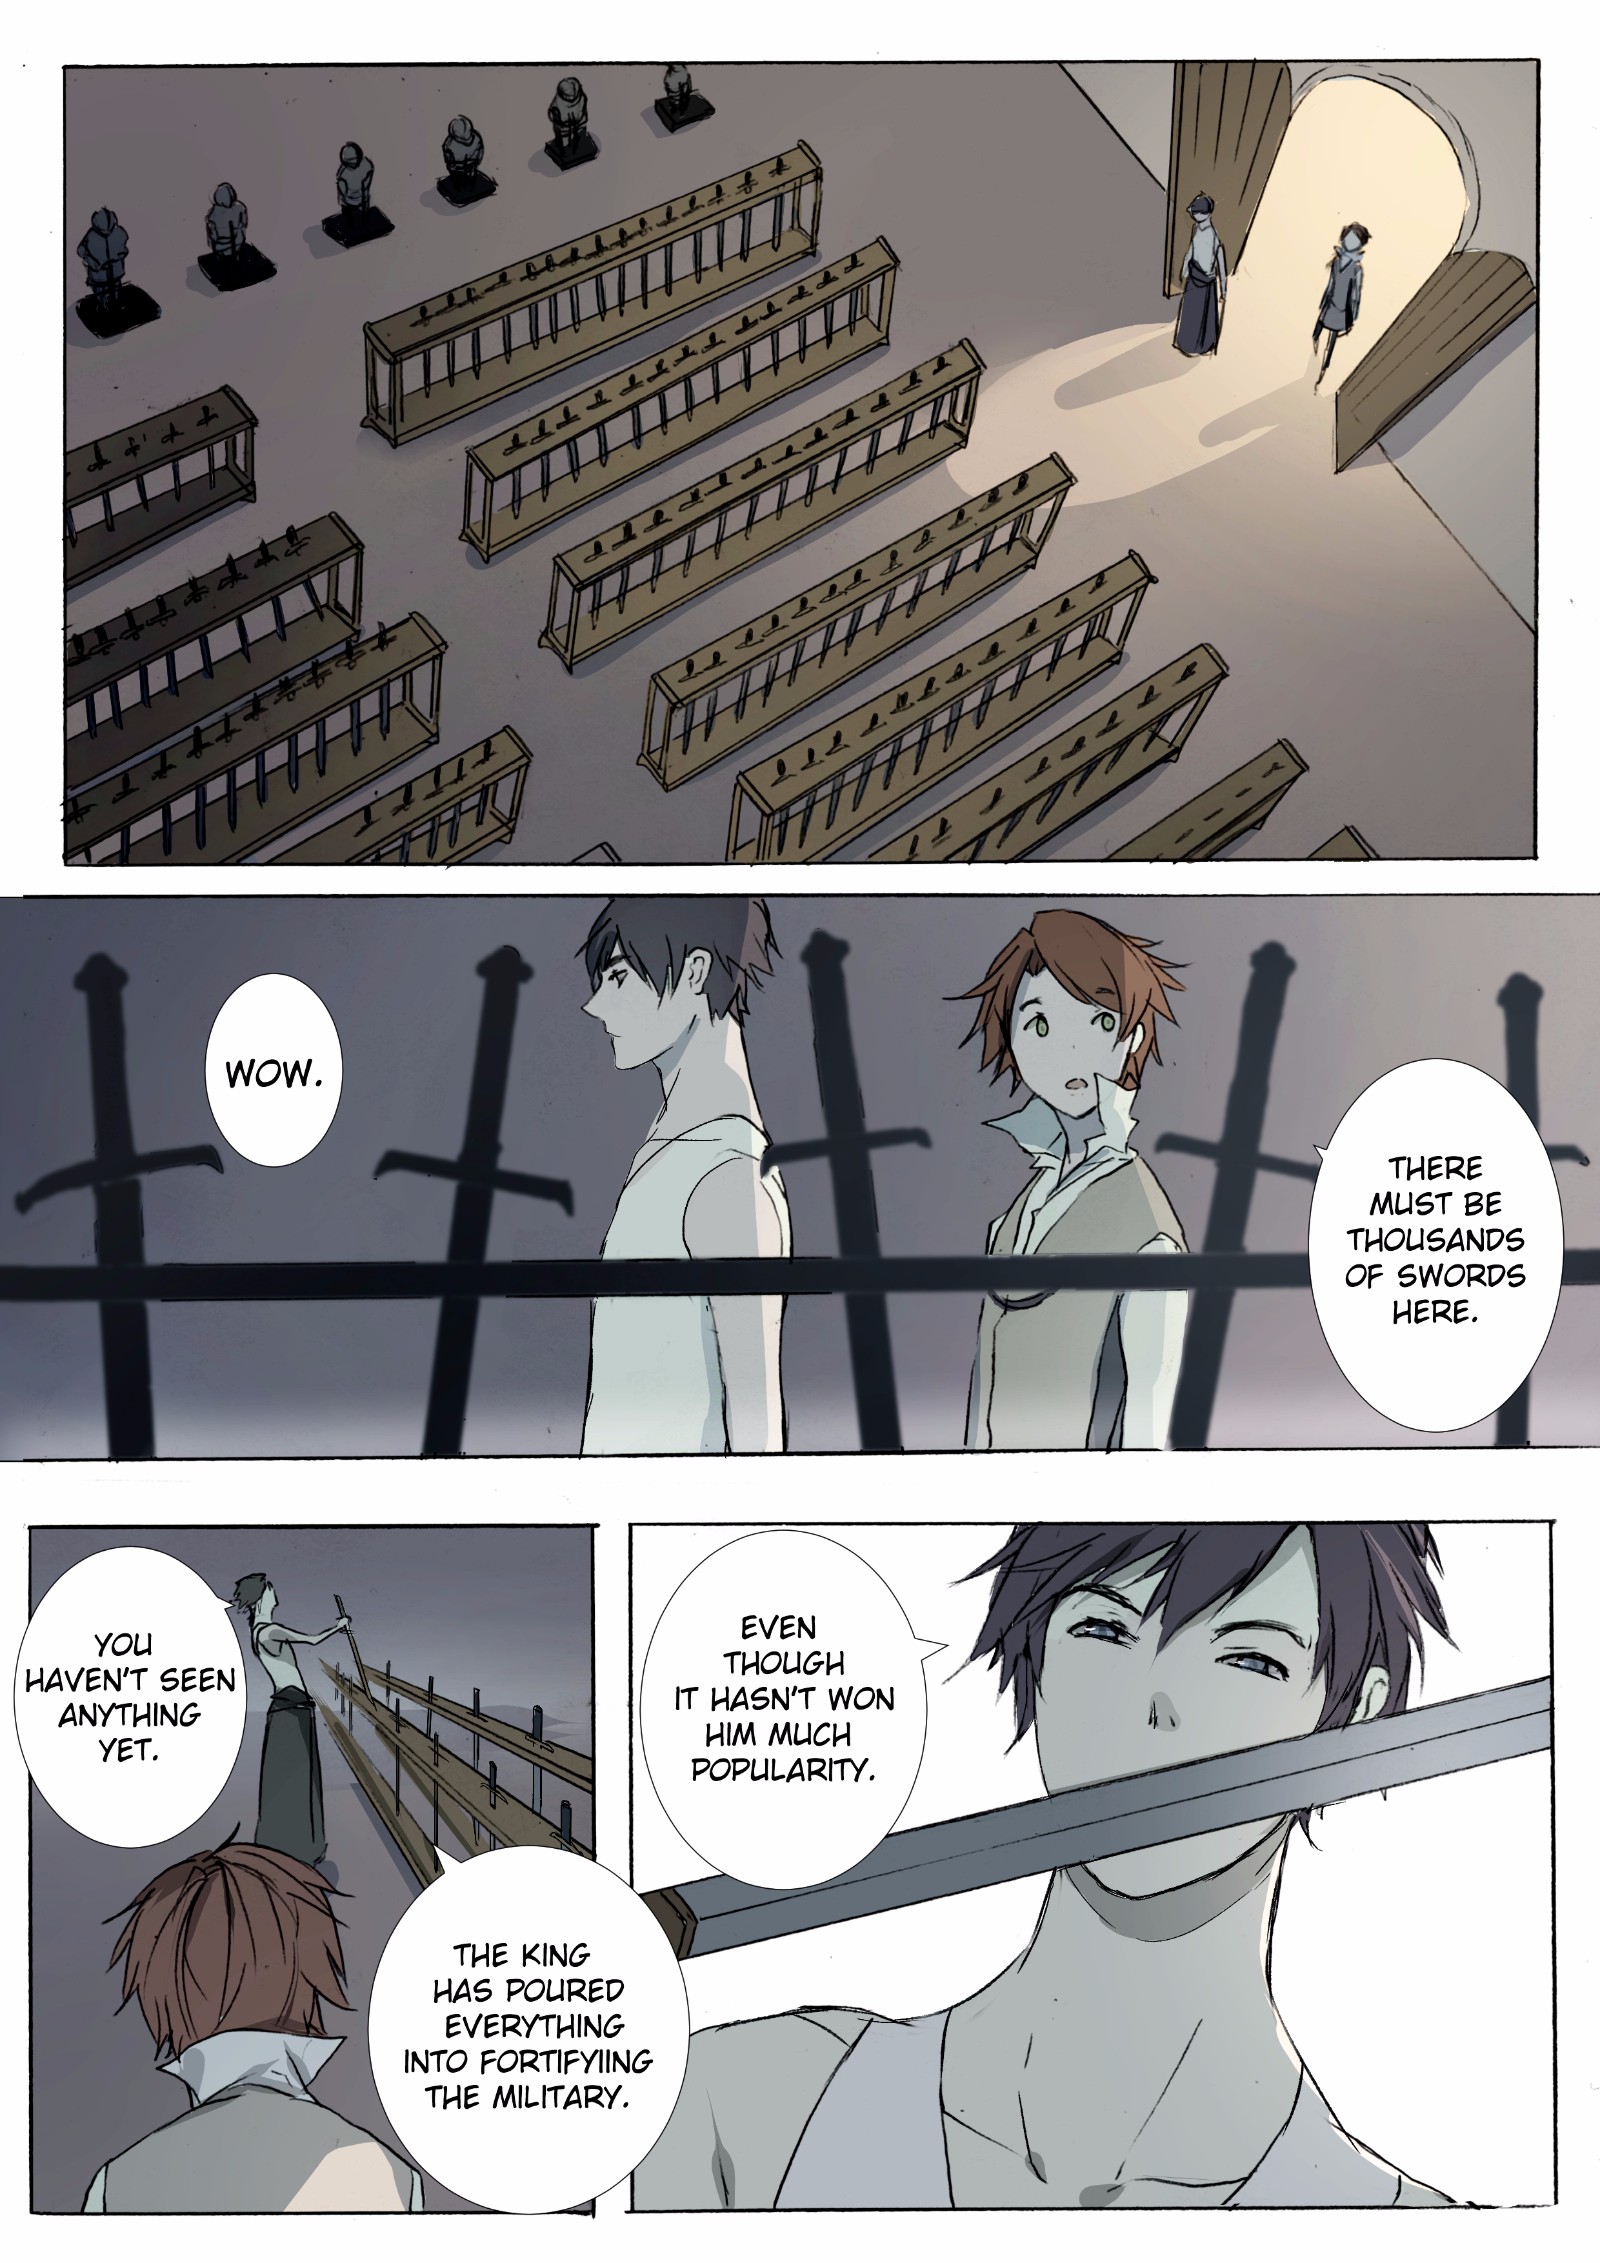 WOW.
THERE
MUST BE
THOUSANDS
OF SWORDS
HERE.
YOU
HAVEN'T SEEN
ANYTHING
YET.
THE KING
HAS POURED
EVERYTHING
INTO FORTIFYIING
THE MILITARY.
EVEN
THOUGH
IT HASN'T WON
HIM MUCH
POPULARITY.